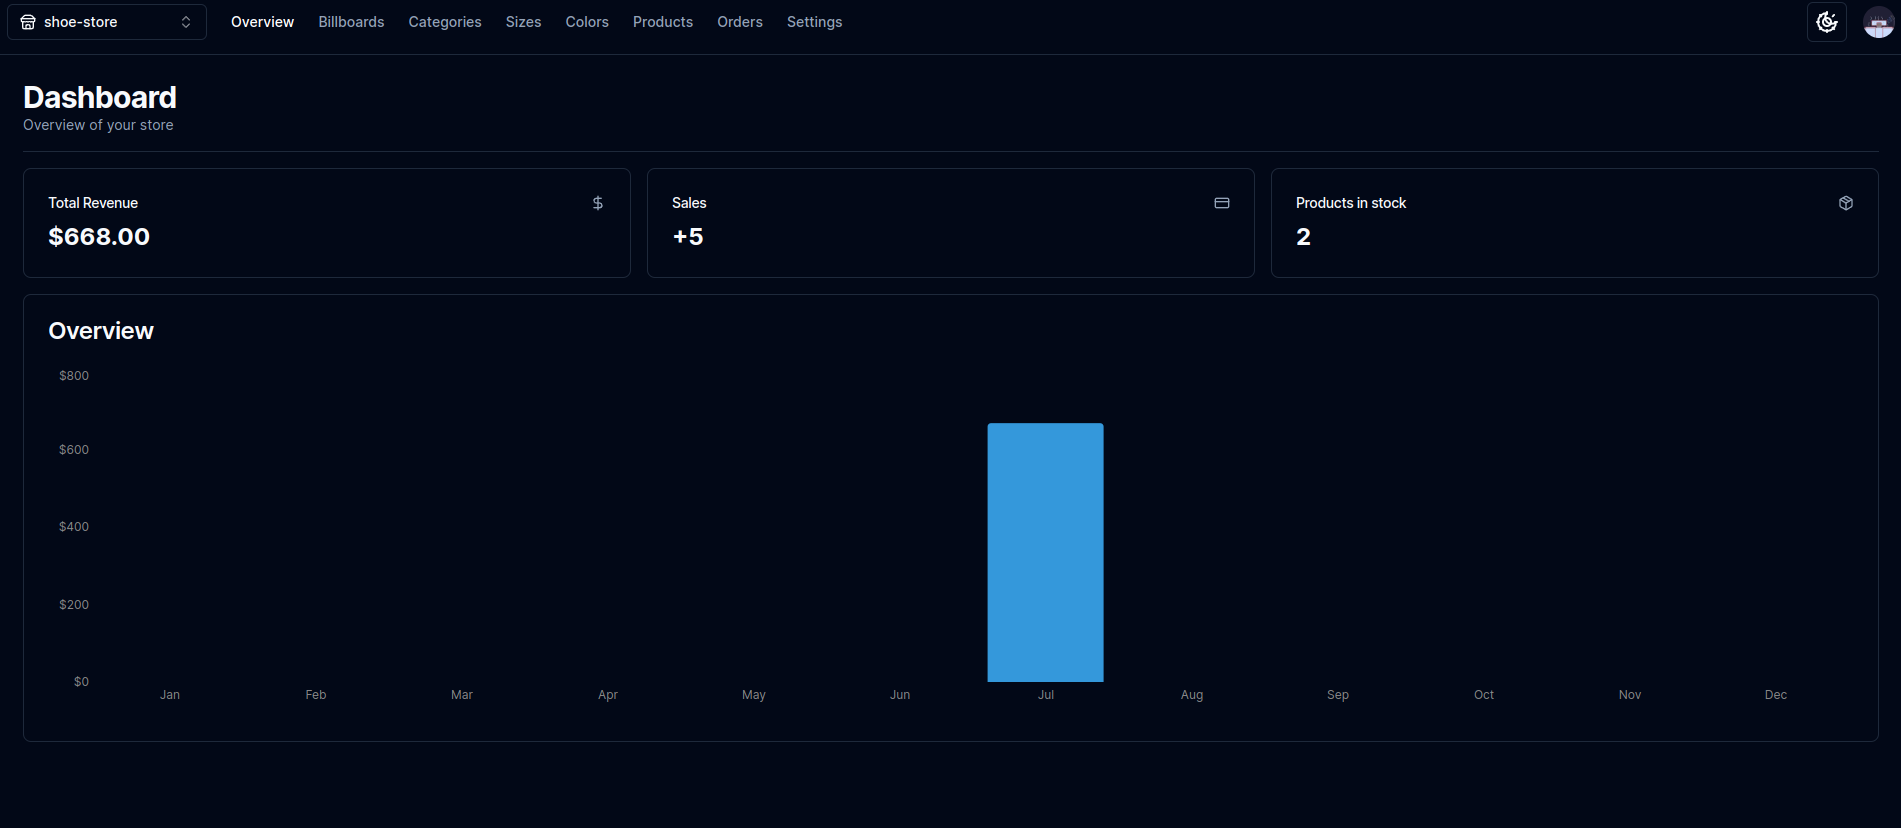 shoe-store Overview Billboards Categories Sizes Colors Products Orders Settings
Dashboard
Overview of your store
Total Revenue
$668.00
Sales
+5
Products in stock
2
Overview
$800
$600
$400
$200
$0
Jan Feb Mar Apr May Jun Jul Aug Sep Oct Nov Dec